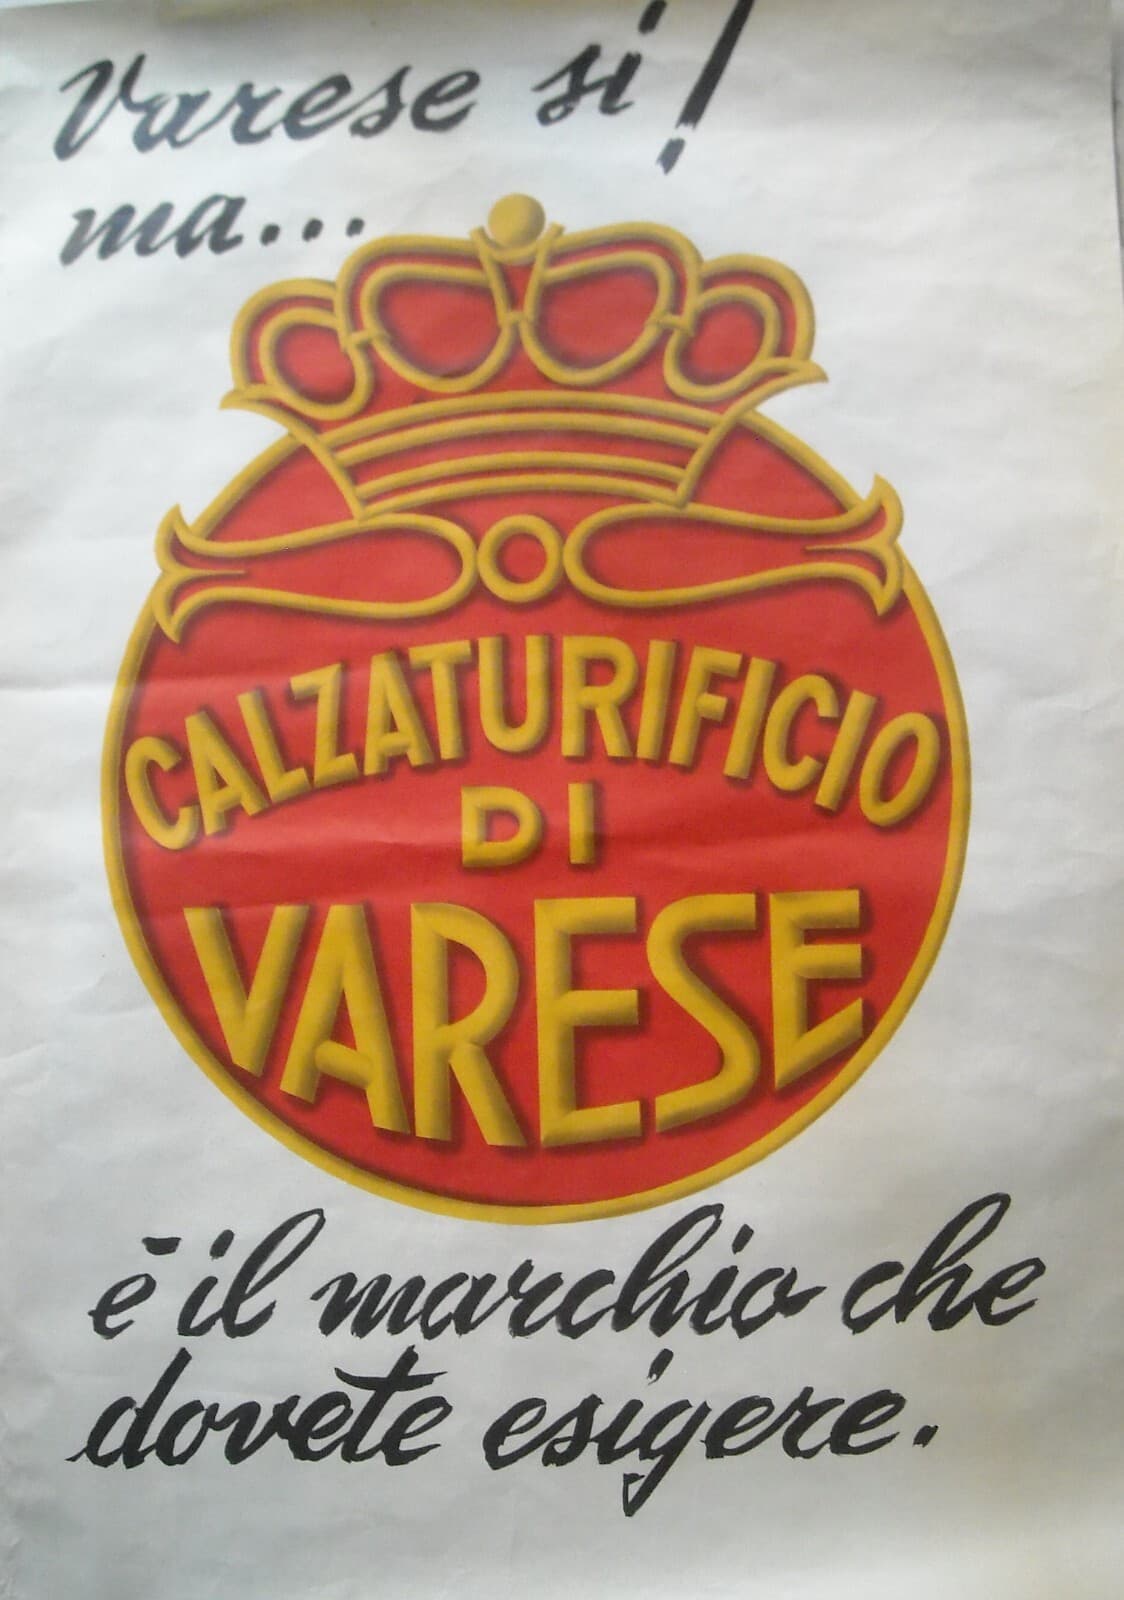 Varese si!
ma...
CALZATURIFICIO
DI
VARESE
é il marchio che
dovete esigere.